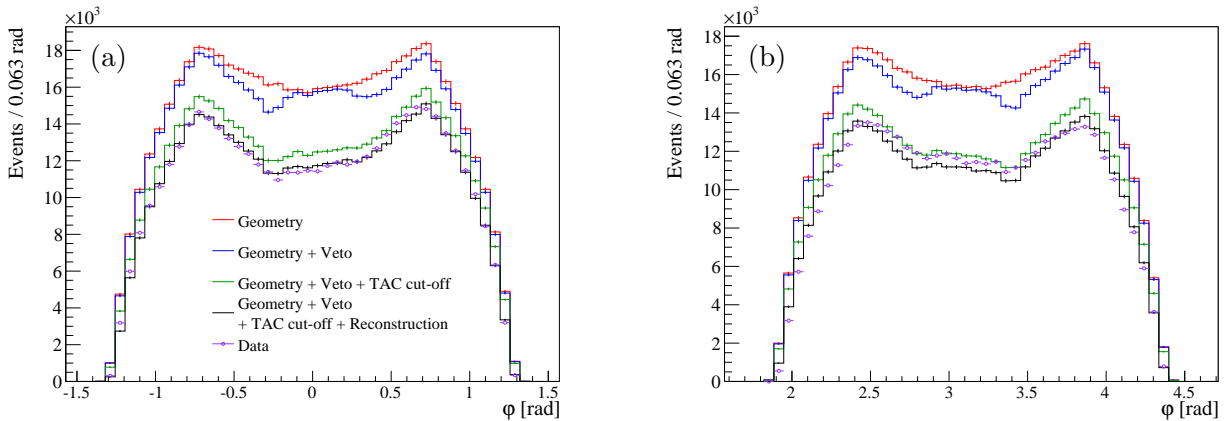 ×10³
(a)
Events / 0.063 rad
18
16
14
12
10
8
6
4
2
0
Geometry
Geometry + Veto
Geometry + Veto + TAC cut-off
Geometry + Veto
+ TAC cut-off + Reconstruction
Data
-1.5 -1 -0.5 0 0.5 1 1.5
φ [rad]
×10³
(b)
Events / 0.063 rad
18
16
14
12
10
8
6
4
2
0
2 2.5 3 3.5 4 4.5
φ [rad]